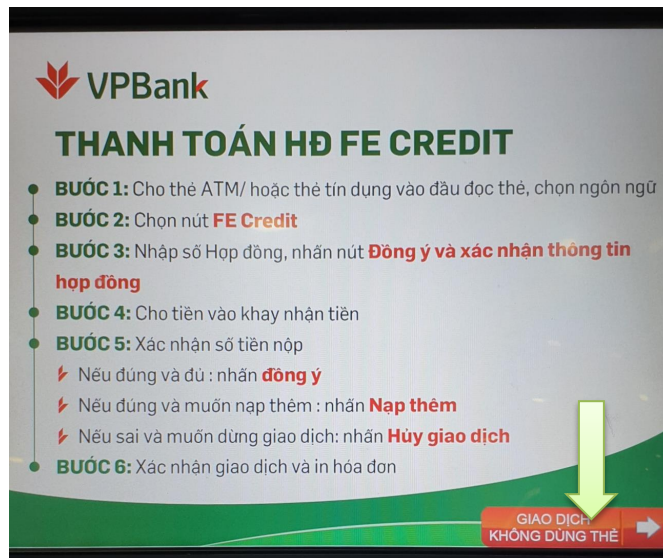 VPBank
THANH TOÁN HĐ FE CREDIT
BƯỚC 1: Cho thẻ ATM/ hoặc thẻ tín dụng vào đầu đọc thẻ, chọn ngôn ngữ
BƯỚC 2: Chọn nút FE Credit
BƯỚC 3: Nhập số Hợp đồng, nhấn nút Đồng ý và xác nhận thông tin
hợp đồng
BƯỚC 4: Cho tiền vào khay nhận tiền
BƯỚC 5: Xác nhận số tiền nộp
Nếu đúng và đủ : nhấn đồng ý
Nếu đúng và muốn nạp thêm : nhấn Nạp thêm
Nếu sai và muốn dừng giao dịch: nhấn Hủy giao dịch
BƯỚC 6: Xác nhận giao dịch và in hóa đơn
GIAO DỊCH
KHÔNG DÙNG THẺ